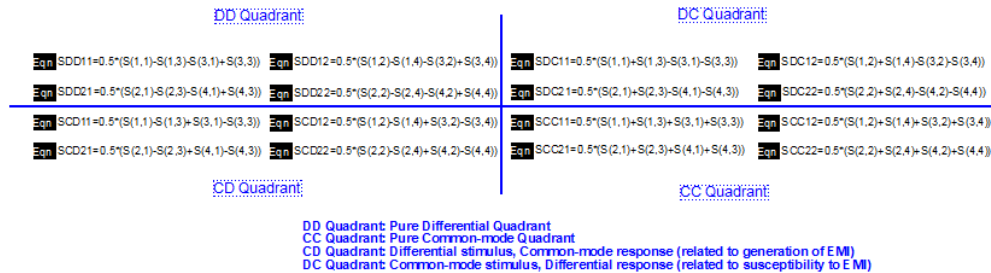 DD Quadrant
DC Quadrant
Eqn SDD11=0.5*(S(1,1)-S(1,3)-S(3,1)+S(3,3)) Eqn SDD12=0.5*(S(1,2)-S(1,4)-S(3,2)+S(3,4)) Eqn SDC11=0.5*(S(1,1)+S(1,3)-S(3,1)-S(3,3)) Eqn SDC12=0.5*(S(1,2)+S(1,4)-S(3,2)-S(3,4))
Eqn SDD21=0.5*(S(2,1)-S(2,3)-S(4,1)+S(4,3)) Eqn SDD22=0.5*(S(2,2)-S(2,4)-S(4,2)+S(4,4)) Eqn SDC21=0.5*(S(2,1)+S(2,3)-S(4,1)-S(4,3)) Eqn SDC22=0.5*(S(2,2)+S(2,4)-S(4,2)-S(4,4))
Eqn SCD11=0.5*(S(1,1)-S(1,3)+S(3,1)-S(3,3)) Eqn SCD12=0.5*(S(1,2)-S(1,4)+S(3,2)-S(3,4)) Eqn SCC11=0.5*(S(1,1)+S(1,3)+S(3,1)+S(3,3)) Eqn SCC12=0.5*(S(1,2)+S(1,4)+S(3,2)+S(3,4))
Eqn SCD21=0.5*(S(2,1)-S(2,3)+S(4,1)-S(4,3)) Eqn SCD22=0.5*(S(2,2)-S(2,4)+S(4,2)-S(4,4)) Eqn SCC21=0.5*(S(2,1)+S(2,3)+S(4,1)+S(4,3)) Eqn SCC22=0.5*(S(2,2)+S(2,4)+S(4,2)+S(4,4))
CD Quadrant
CC Quadrant
DD Quadrant: Pure Differential Quadrant
CC Quadrant: Pure Common-mode Quadrant
CD Quadrant: Differential stimulus, Common-mode response (related to generation of EMI)
DC Quadrant: Common-mode stimulus, Differential response (related to susceptibility to EMI)